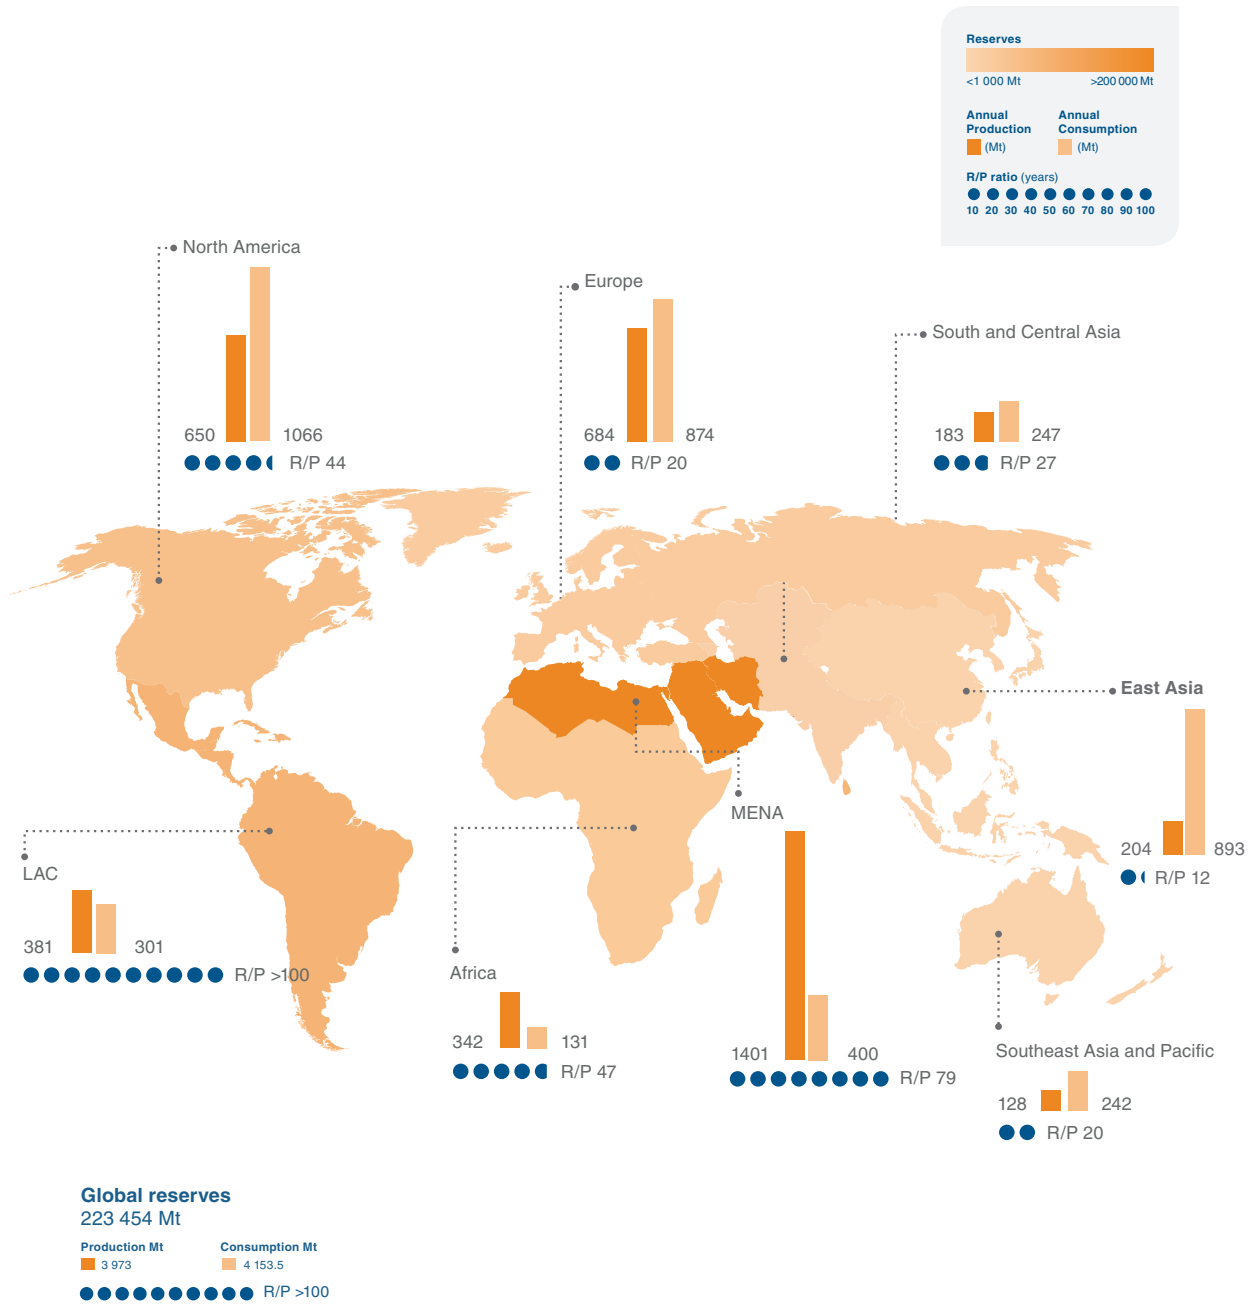 Reserves
<1 000 Mt >200 000 Mt
Annual Production
(Mt)
Annual Consumption
(Mt)
R/P ratio (years)
10 20 30 40 50 60 70 80 90 100
North America
650 1066
R/P 44
Europe
684 874
R/P 20
South and Central Asia
183 247
R/P 27
East Asia
204 893
R/P 12
MENA
1401 400
R/P 79
LAC
381 301
R/P >100
Africa
342 131
R/P 47
Southeast Asia and Pacific
128 242
R/P 20
Global reserves
223 454 Mt
Production Mt Consumption Mt
3 973 4 153.5
R/P >100